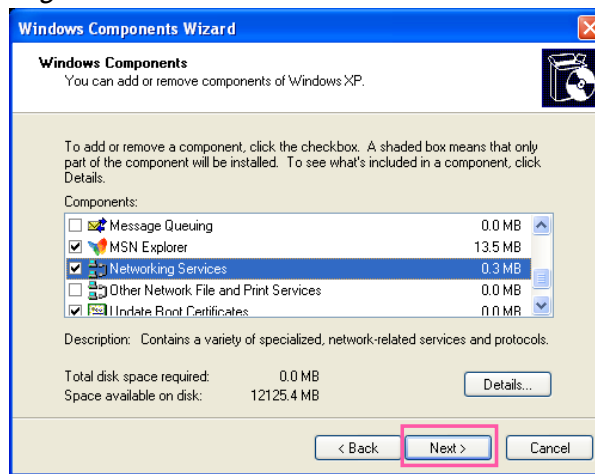 Windows Components Wizard
Windows Components
You can add or remove components of Windows XP.
To add or remove a component, click the checkbox. A shaded box means that only
part of the component will be installed. To see what's included in a component, click
Details.
Components:
Message Queuing 0.0 MB
MSN Explorer 13.5 MB
Networking Services 0.3 MB
Other Network File and Print Services 0.0 MB
Update Root Certificates 0.0 MB
Description: Contains a variety of specialized, network-related services and protocols.
Total disk space required: 0.0 MB
Space available on disk: 12125.4 MB
Details...
< Back Next > Cancel